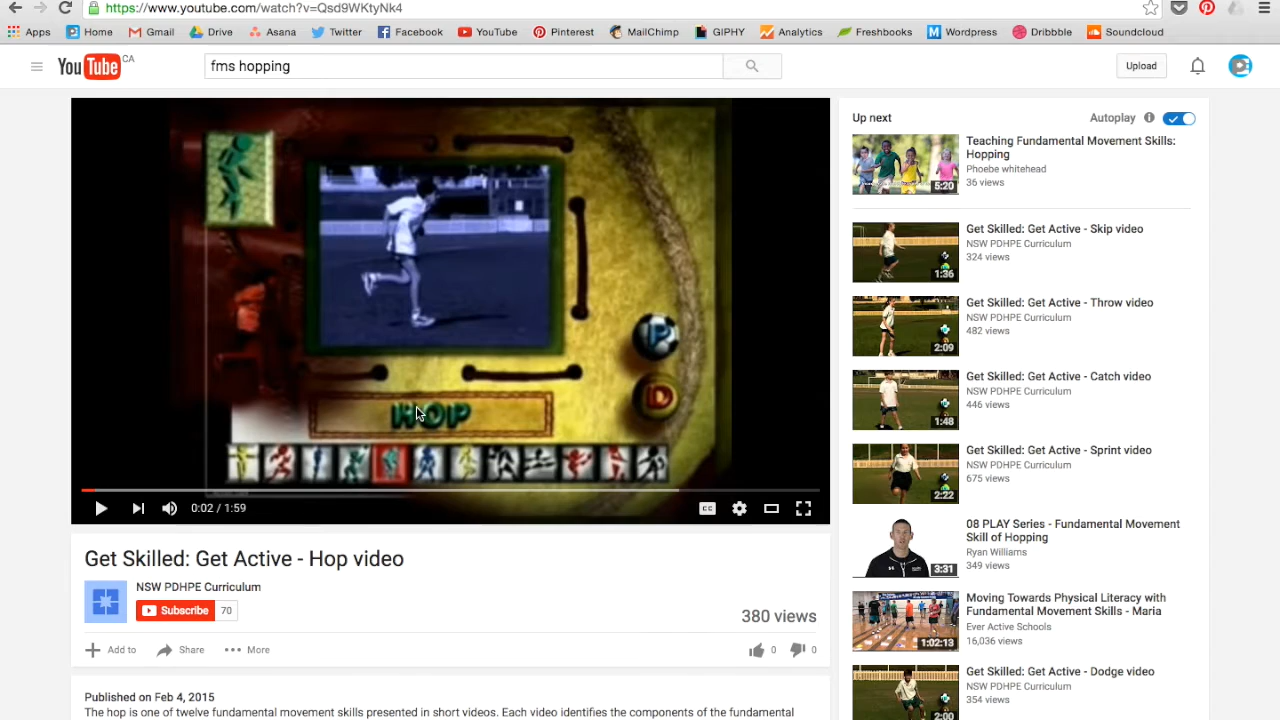 https://www.youtube.com/watch?v=Qsd9WKtyNk4
Apps Home Gmail Drive Asana Twitter Facebook YouTube Pinterest MailChimp GIPHY Analytics Freshbooks Wordpress Dribbble Soundcloud
YouTube CA
fms hopping
Upload
HOP
P
D
0:02 / 1:59
CC
Get Skilled: Get Active - Hop video
NSW PDHPE Curriculum
Subscribe 70
380 views
Add to Share More
0 0
Published on Feb 4, 2015
The hop is one of twelve fundamental movement skills presented in short videos. Each video identifies the components of the fundamental
Up next
Autoplay
Teaching Fundamental Movement Skills:
Hopping
Phoebe whitehead
36 views
5:20
Get Skilled: Get Active - Skip video
NSW PDHPE Curriculum
324 views
1:36
Get Skilled: Get Active - Throw video
NSW PDHPE Curriculum
482 views
2:09
Get Skilled: Get Active - Catch video
NSW PDHPE Curriculum
446 views
1:48
Get Skilled: Get Active - Sprint video
NSW PDHPE Curriculum
675 views
2:22
08 PLAY Series - Fundamental Movement
Skill of Hopping
Ryan Williams
349 views
3:31
Moving Towards Physical Literacy with
Fundamental Movement Skills - Maria
Ever Active Schools
16,036 views
1:02:13
Get Skilled: Get Active - Dodge video
NSW PDHPE Curriculum
354 views
2:00